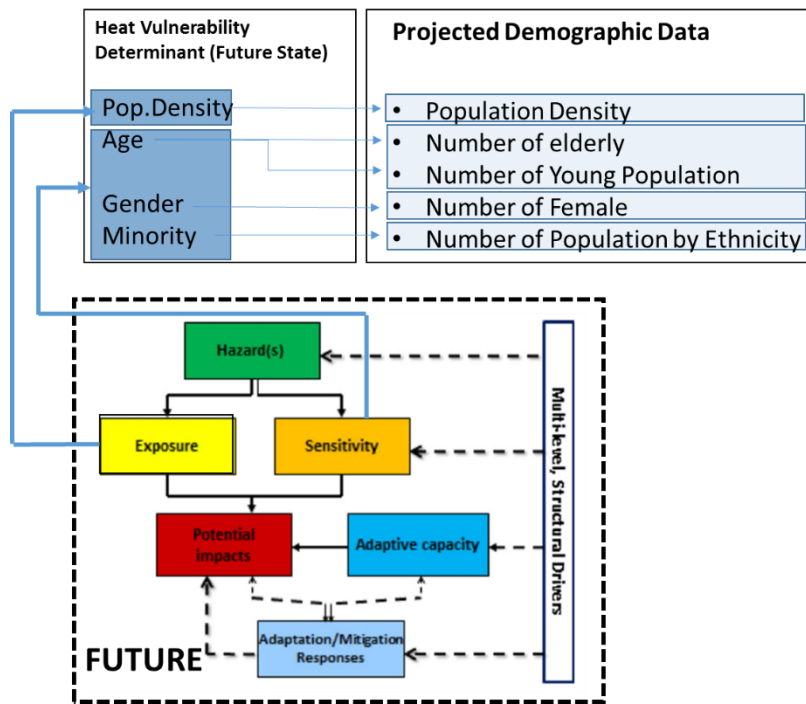 Heat Vulnerability
Determinant (Future State)
Pop.Density
Age
Gender
Minority
Projected Demographic Data
• Population Density
• Number of elderly
• Number of Young Population
• Number of Female
• Number of Population by Ethnicity
Hazard(s)
Exposure
Sensitivity
Potential
impacts
Adaptive capacity
Adaptation/Mitigation
Responses
FUTURE
Multi-level, Structural Drivers